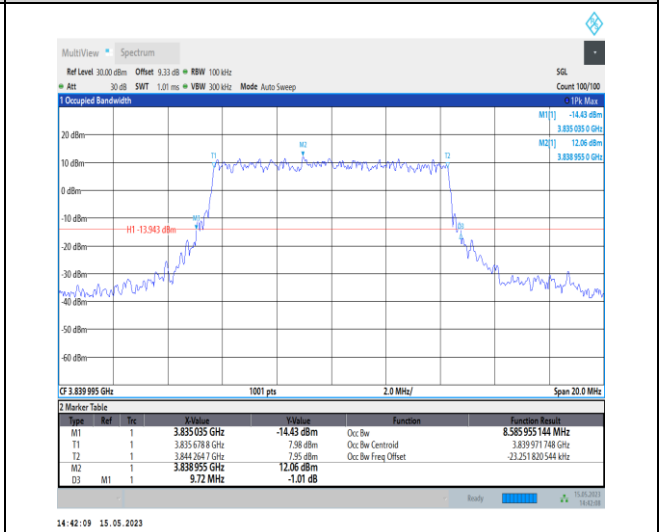 MultiView Spectrum
Ref Level 30.00 dBm Offset 9.33 dB RBW 100 kHz SGL
Att 30 dB SWT 1.01 ms VBW 300 kHz Mode Auto Sweep Count 100/100
1 Occupied Bandwidth 1Pk Max
M1[1] -14.43 dBm
3.835 035 0 GHz
M2[1] 12.06 dBm
3.838 955 0 GHz
20 dBm
M2
T1 T2
10 dBm
0 dBm
-10 dBm
M1
D3
H1 -13.943 dBm
-20 dBm
-30 dBm
-40 dBm
-50 dBm
-60 dBm
CF 3.839 995 GHz 1001 pts 2.0 MHz/ Span 20.0 MHz
2 Marker Table
Type Ref Trc X-Value Y-Value Function Function Result
M1 1 3.835 035 GHz -14.43 dBm Occ Bw 8.585 955 144 MHz
T1 1 3.835 678 8 GHz 7.98 dBm Occ Bw Centroid 3.839 971 748 GHz
T2 1 3.844 264 7 GHz 7.95 dBm Occ Bw Freq Offset -23.251 820 544 kHz
M2 1 3.838 955 GHz 12.06 dBm
D3 M1 1 9.72 MHz -1.01 dB
Ready 15.05.2023
14:42:08
14:42:09 15.05.2023